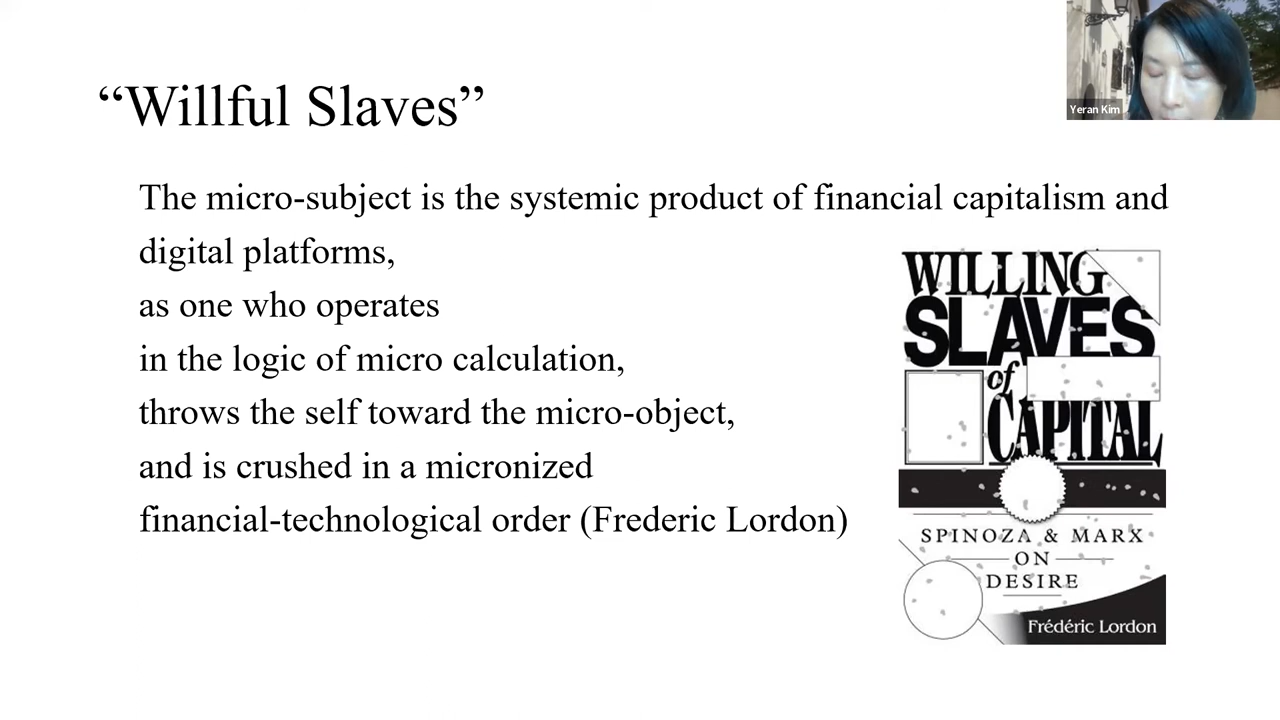 “Willful Slaves”
Yeran Kim
The micro-subject is the systemic product of financial capitalism and
digital platforms,
as one who operates
in the logic of micro calculation,
throws the self toward the micro-object,
and is crushed in a micronized
financial-technological order (Frederic Lordon)
WILLING
SLAVES
of
CAPITAL
SPINOZA & MARX
ON
DESIRE
Frédéric Lordon